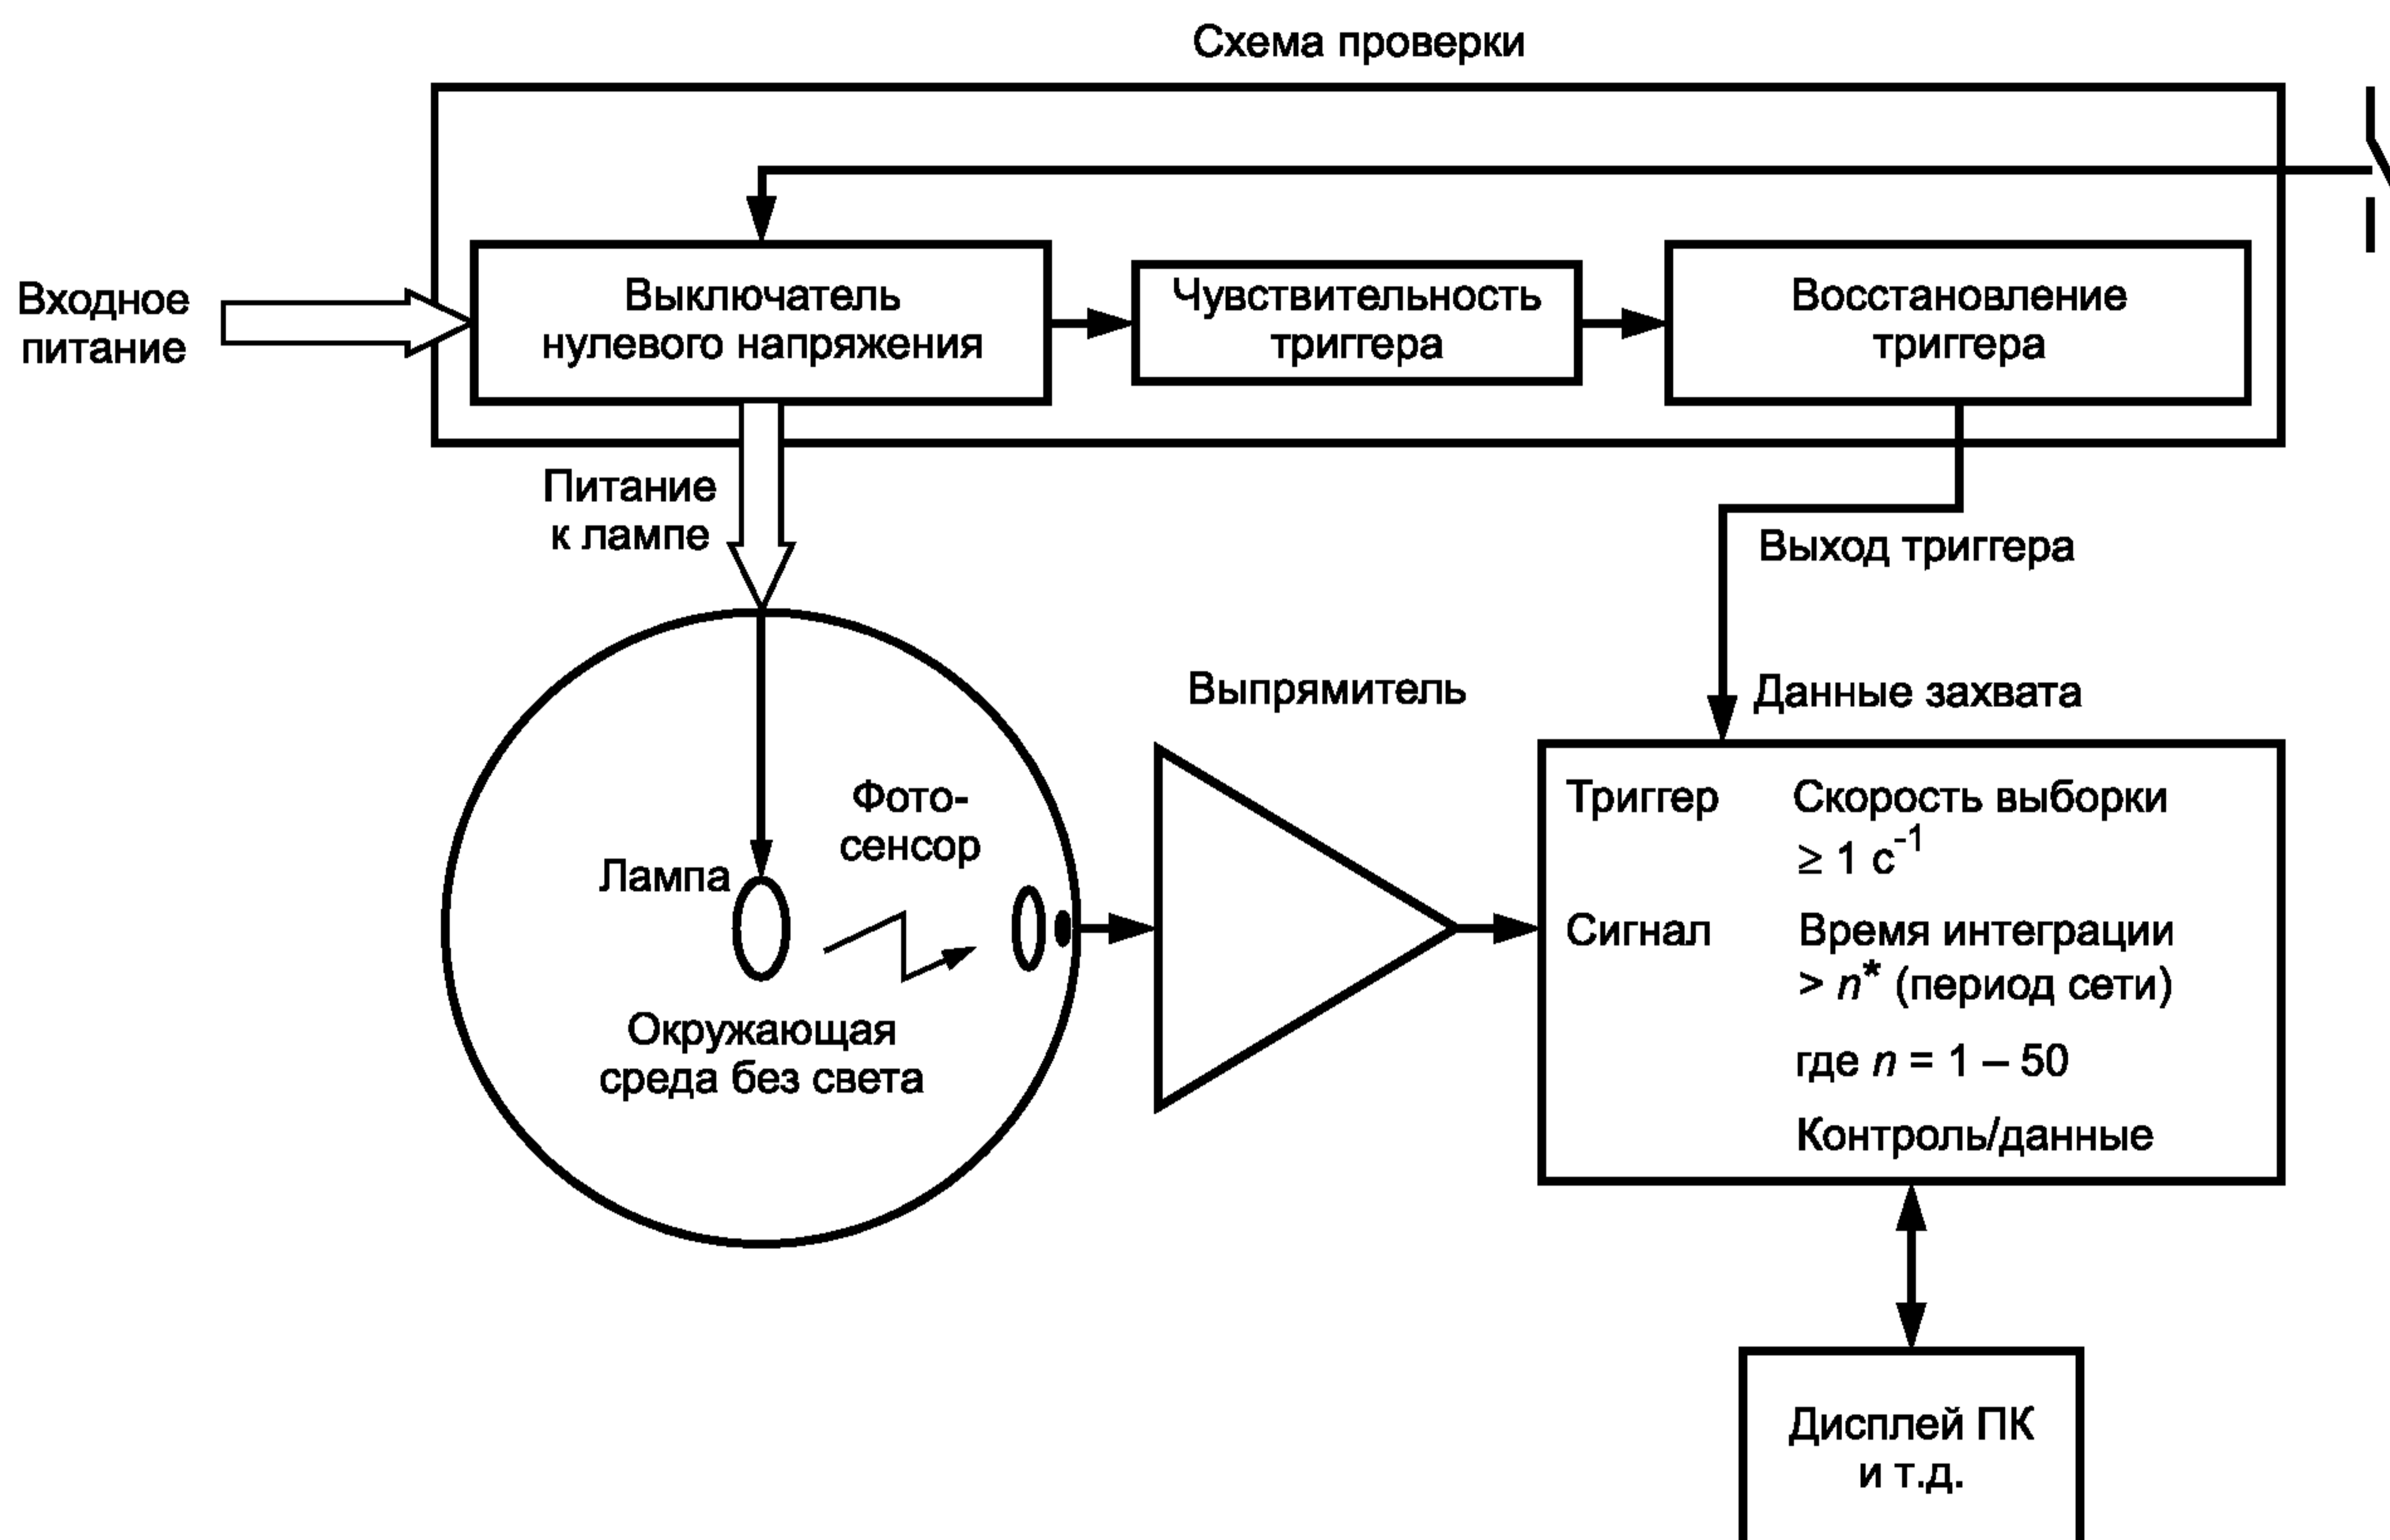 Схема проверки
Входное
питание
Выключатель
нулевого напряжения
Чувствительность
триггера
Восстановление
триггера
Питание
к лампе
Выход триггера
Выпрямитель
Данные захвата
Фото-
сенсор
Лампа
Окружающая
среда без света
Триггер
Скорость выборки
≥ 1 с⁻¹
Сигнал
Время интеграции
> n* (период сети)
где n = 1 – 50
Контроль/данные
Дисплей ПК
и т.д.